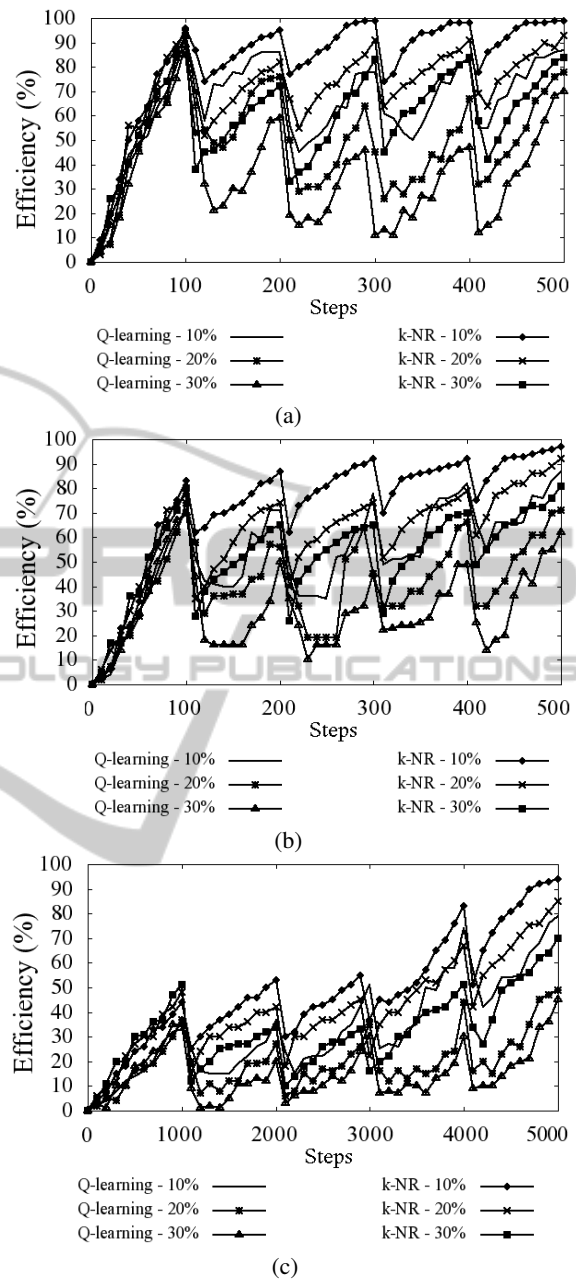 100
90
80
70
60
50
40
30
20
10
0
Efficiency (%)
0 100 200 300 400 500
Steps
Q-learning - 10% k-NR - 10%
Q-learning - 20% k-NR - 20%
Q-learning - 30% k-NR - 30%
(a)
100
90
80
70
60
50
40
30
20
10
0
Efficiency (%)
0 100 200 300 400 500
Steps
Q-learning - 10% k-NR - 10%
Q-learning - 20% k-NR - 20%
Q-learning - 30% k-NR - 30%
(b)
100
90
80
70
60
50
40
30
20
10
0
Efficiency (%)
0 1000 2000 3000 4000 5000
Steps
Q-learning - 10% k-NR - 10%
Q-learning - 20% k-NR - 20%
Q-learning - 30% k-NR - 30%
(c)
PUBLICATIONS